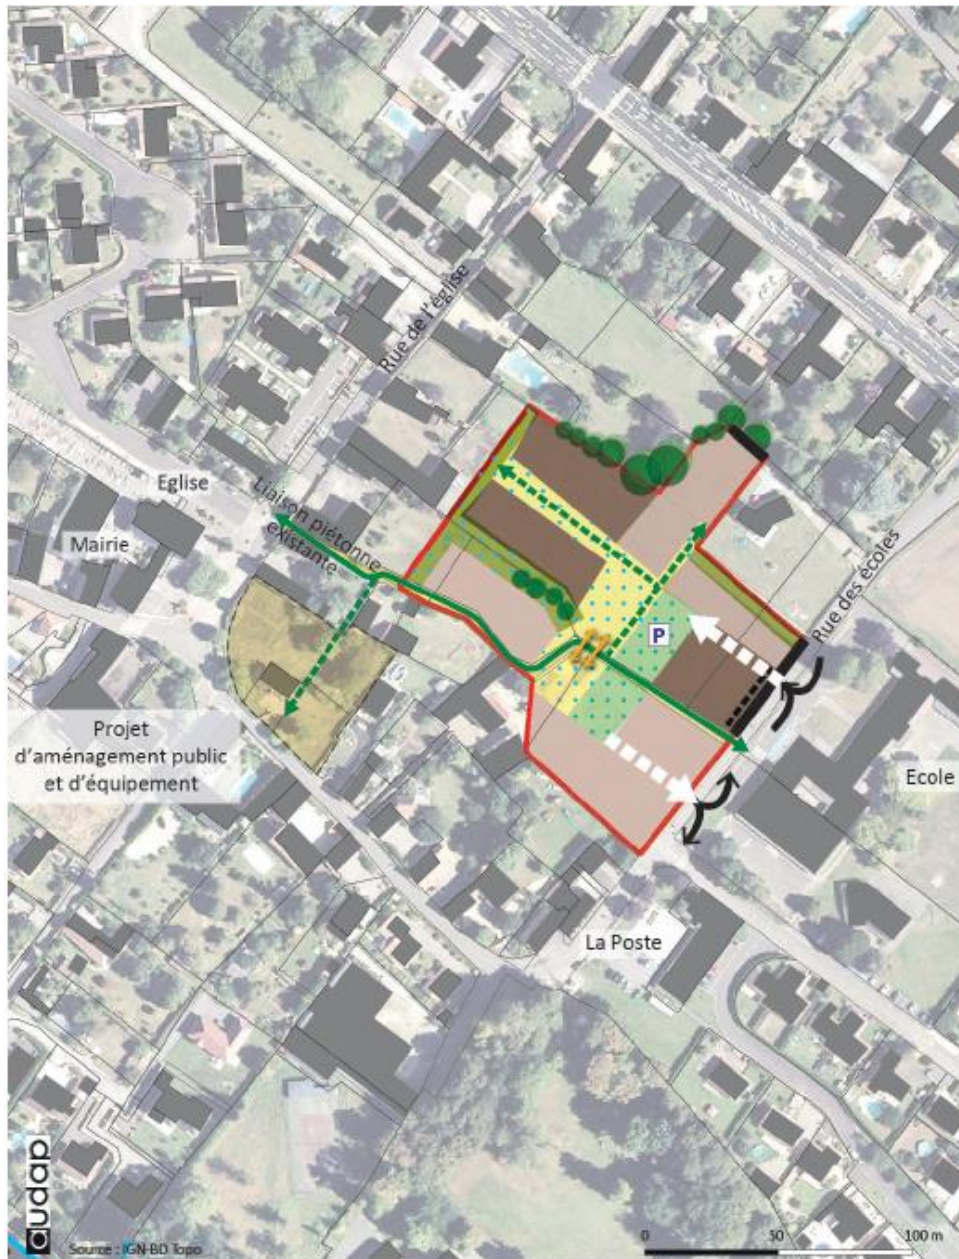 Rue de l'église
Eglise
Liaison piétonne
existante
Mairie
Rue des écoles
P
Projet
d'aménagement public
et d'équipement
Ecole
La Poste
audap
Source : IGN-BD Topo
0 50 100 m